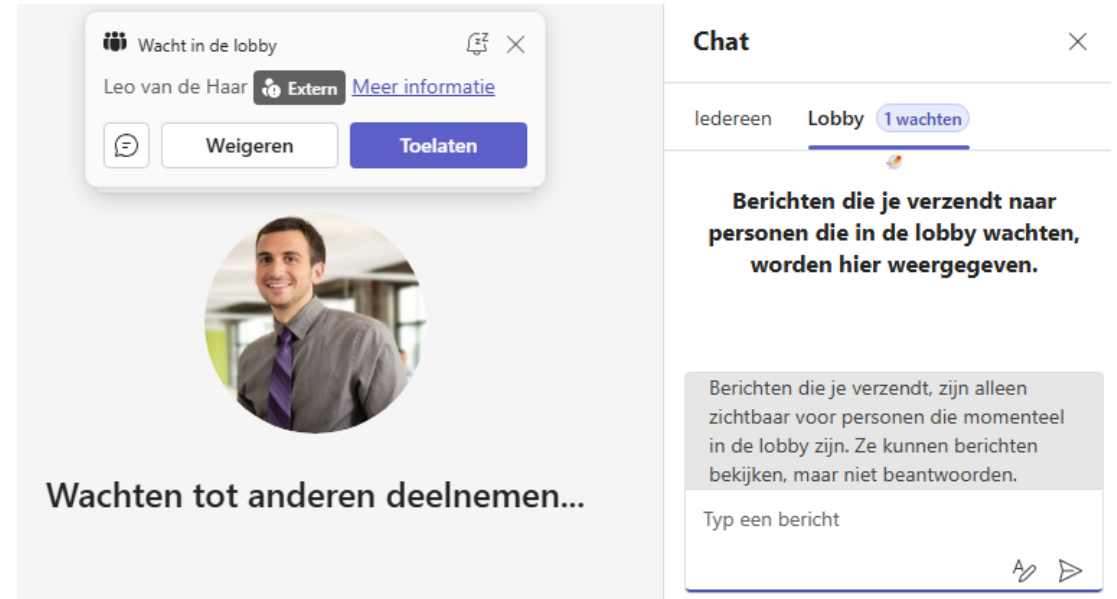 Wacht in de lobby
Leo van de Haar Extern Meer informatie
Weigeren Toelaten
Wachten tot anderen deelnemen...
Chat
Iedereen Lobby 1 wachten
Berichten die je verzendt naar
personen die in de lobby wachten,
worden hier weergegeven.
Berichten die je verzendt, zijn alleen
zichtbaar voor personen die momenteel
in de lobby zijn. Ze kunnen berichten
bekijken, maar niet beantwoorden.
Typ een bericht